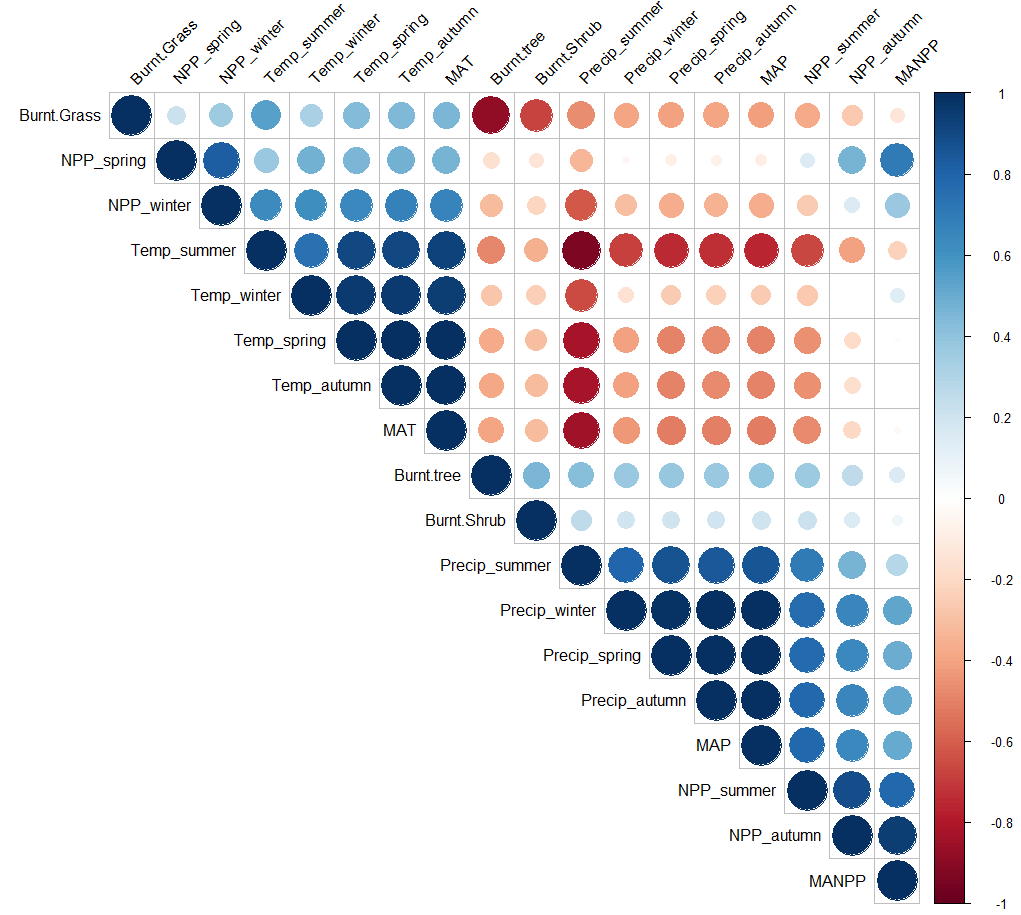 Burnt.Grass
NPP_spring
NPP_winter
Temp_summer
Temp_winter
Temp_spring
Temp_autumn
MAT
Burnt.tree
Burnt.Shrub
Precip_summer
Precip_winter
Precip_spring
Precip_autumn
MAP
NPP_summer
NPP_autumn
MANPP
Burnt.Grass
NPP_spring
NPP_winter
Temp_summer
Temp_winter
Temp_spring
Temp_autumn
MAT
Burnt.tree
Burnt.Shrub
Precip_summer
Precip_winter
Precip_spring
Precip_autumn
MAP
NPP_summer
NPP_autumn
MANPP
1
0.8
0.6
0.4
0.2
0
-0.2
-0.4
-0.6
-0.8
-1